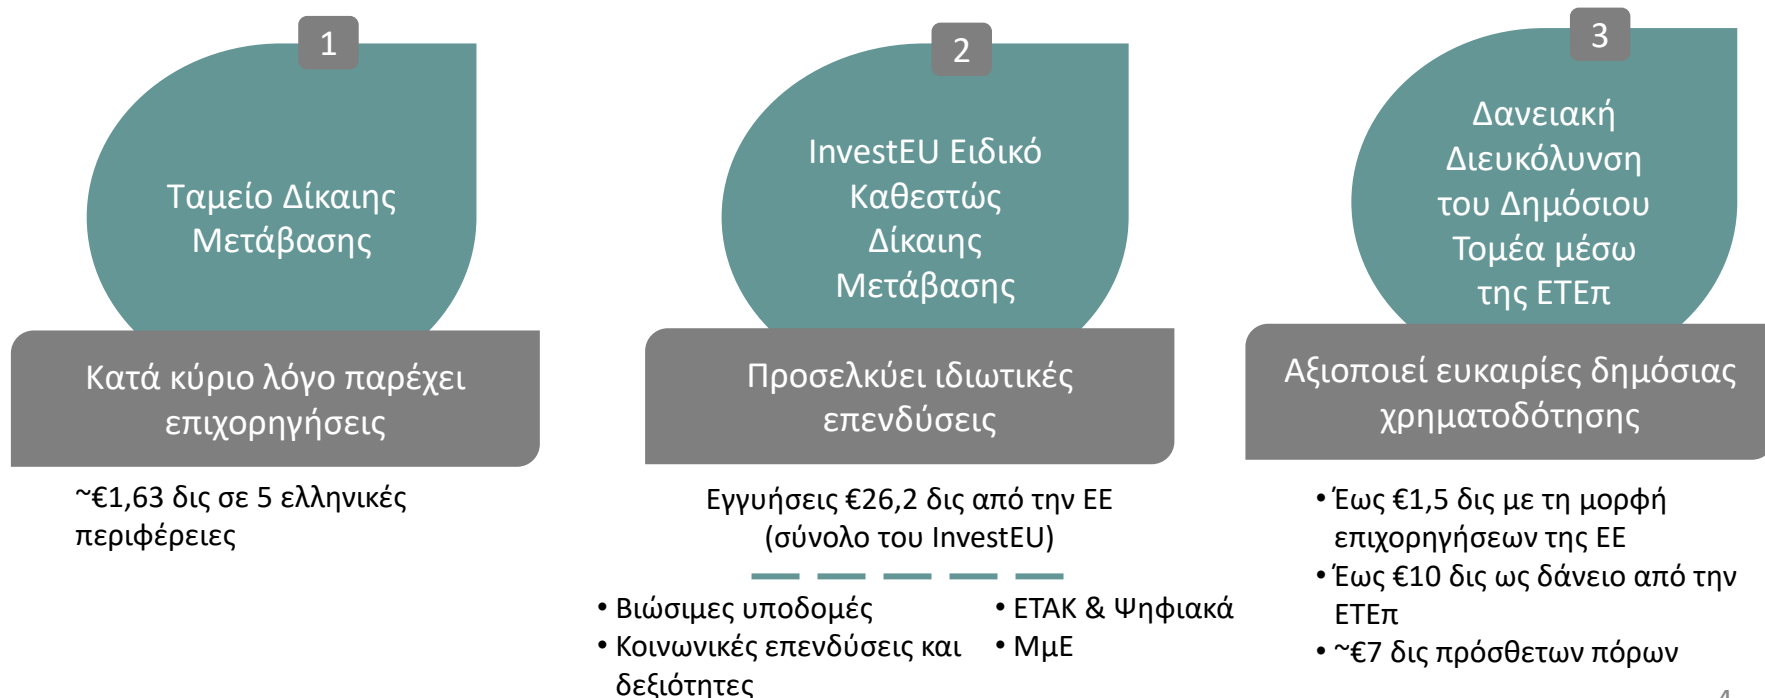 1
Ταμείο Δίκαιης
Μετάβασης
Κατά κύριο λόγο παρέχει
επιχορηγήσεις
~€1,63 δις σε 5 ελληνικές
περιφέρειες
2
InvestEU Ειδικό
Καθεστώς
Δίκαιης
Μετάβασης
Προσελκύει ιδιωτικές
επενδύσεις
Εγγυήσεις €26,2 δις από την ΕΕ
(σύνολο του InvestEU)
• Βιώσιμες υποδομές
• Κοινωνικές επενδύσεις και
δεξιότητες
• ΕΤΑΚ & Ψηφιακά
• ΜμΕ
3
Δανειακή
Διευκόλυνση
του Δημόσιου
Τομέα μέσω
της ΕΤΕπ
Αξιοποιεί ευκαιρίες δημόσιας
χρηματοδότησης
• Έως €1,5 δις με τη μορφή
επιχορηγήσεων της ΕΕ
• Έως €10 δις ως δάνειο από την
ΕΤΕπ
• ~€7 δις πρόσθετων πόρων
4